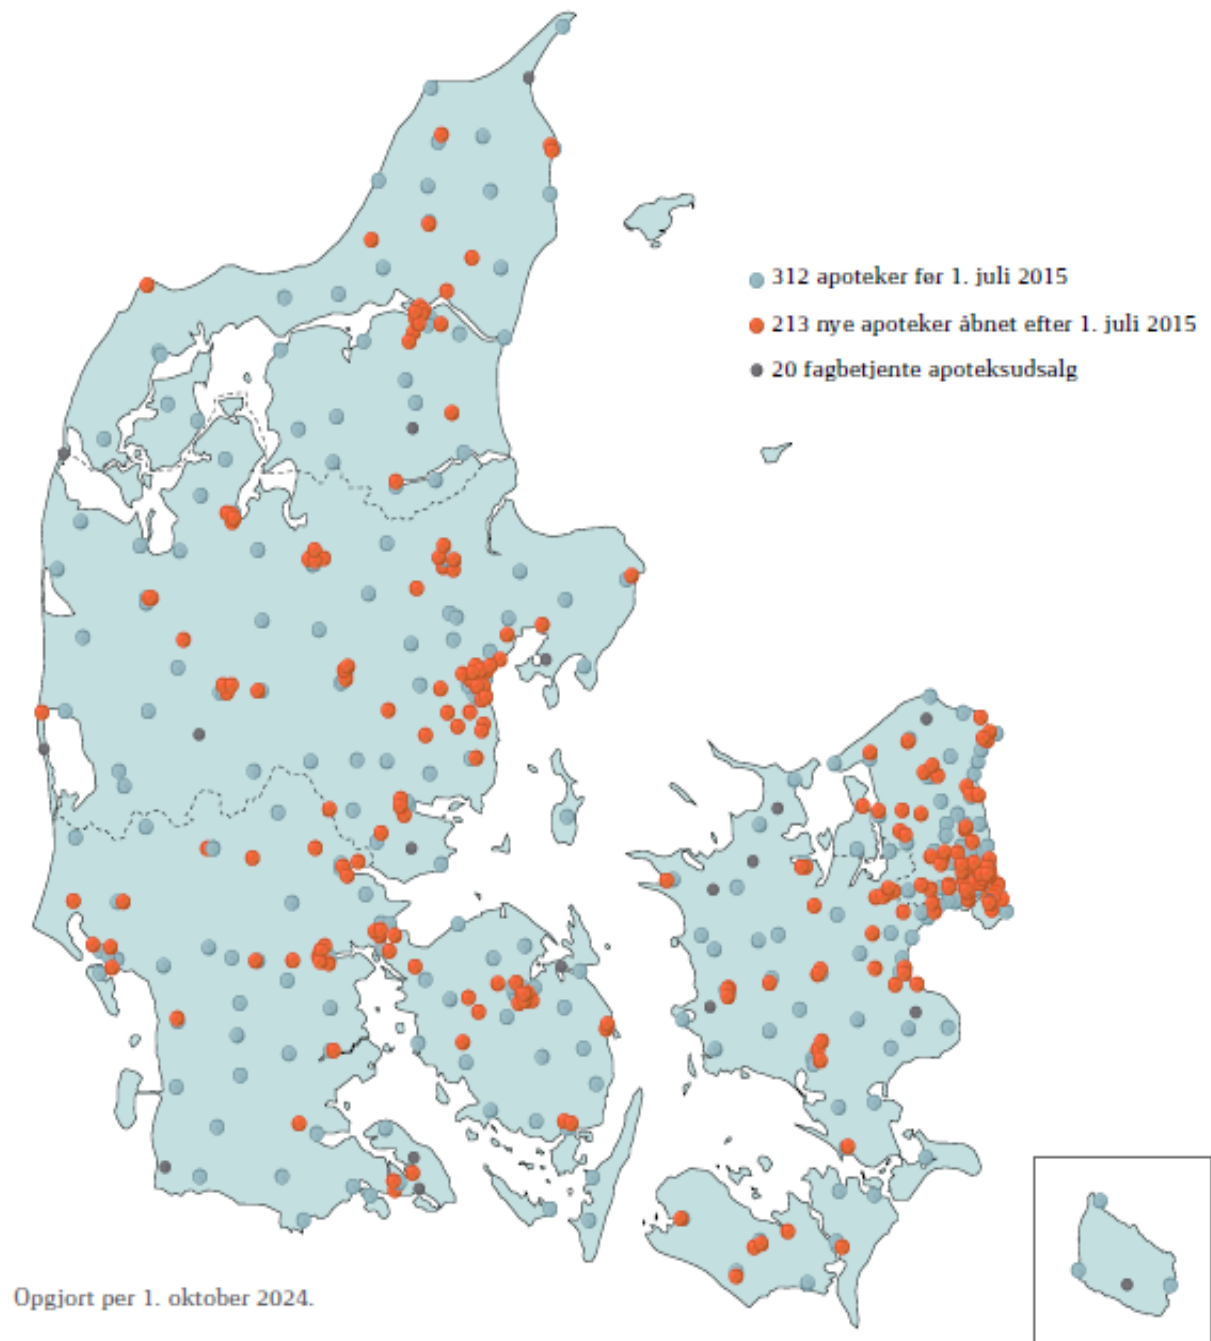 312 apoteker før 1. juli 2015
213 nye apoteker åbnet efter 1. juli 2015
20 fagbetjente apoteksudsalg
Opgjort per 1. oktober 2024.